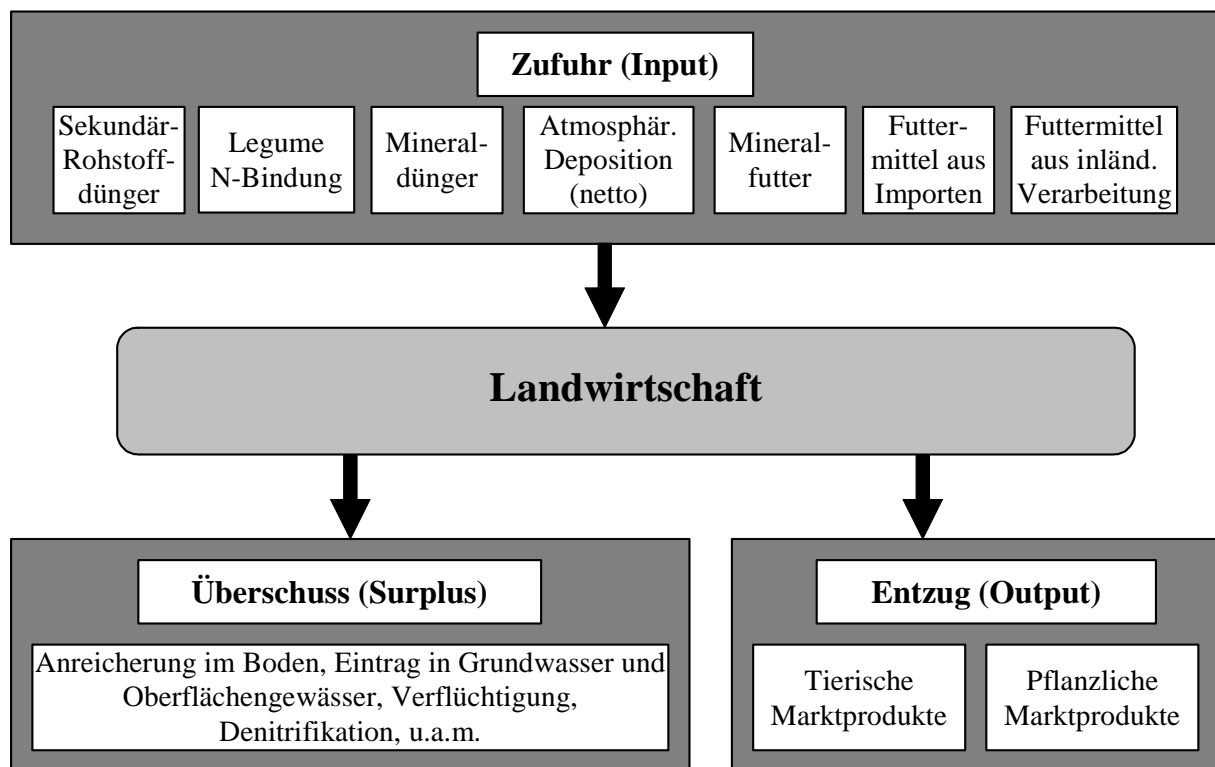 Zufuhr (Input)
Sekundär-
Rohstoff-
dünger
Legume
N-Bindung
Mineral-
dünger
Atmosphär.
Deposition
(netto)
Mineral-
futter
Futter-
mittel aus
Importen
Futtermittel
aus inländ.
Verarbeitung
Landwirtschaft
Überschuss (Surplus)
Anreicherung im Boden, Eintrag in Grundwasser und
Oberflächengewässer, Verflüchtigung,
Denitrifikation, u.a.m.
Entzug (Output)
Tierische
Marktprodukte
Pflanzliche
Marktprodukte